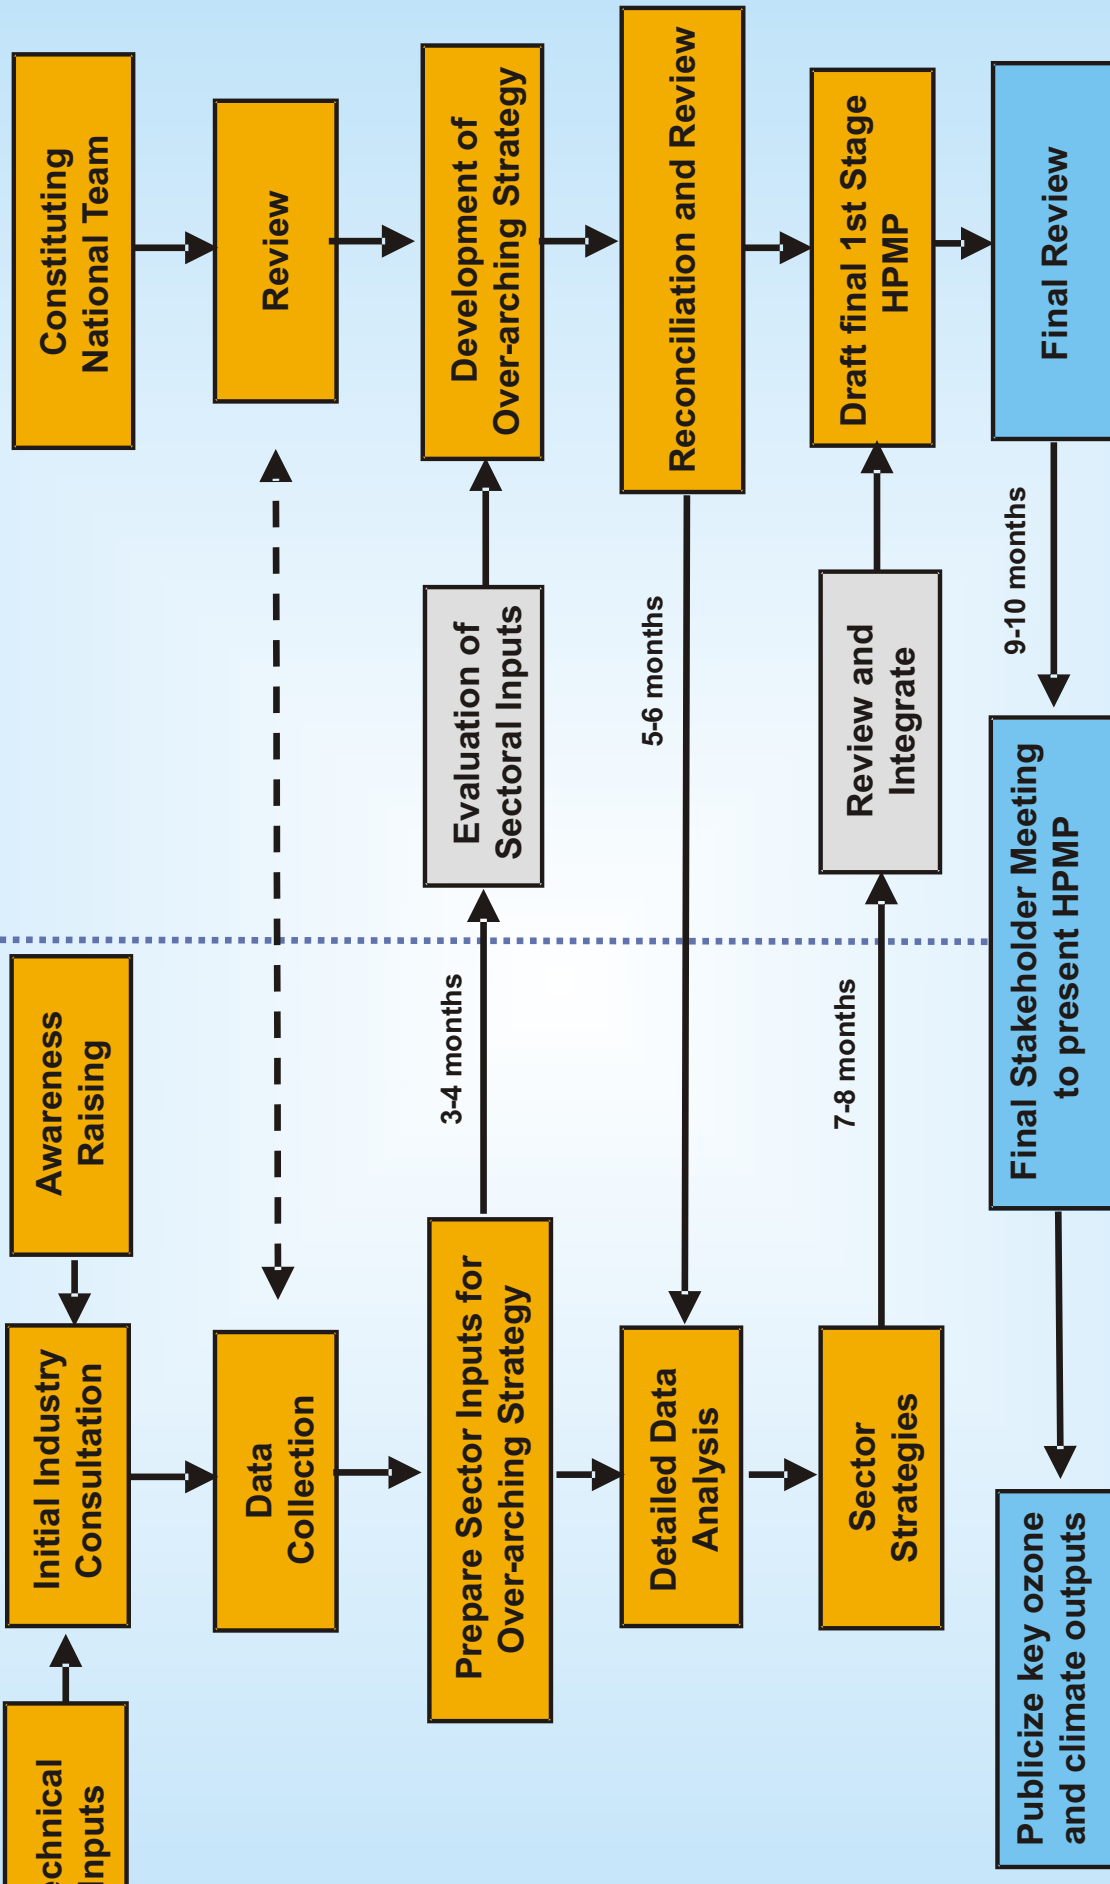 echnical
Inputs
Initial Industry
Consultation
Awareness
Raising
Constituting
National Team
Data
Collection
Review
Prepare Sector Inputs for
Over-arching Strategy
3-4 months
Evaluation of
Sectoral Inputs
Development of
Over-arching Strategy
Detailed Data
Analysis
5-6 months
Reconciliation and Review
Sector
Strategies
7-8 months
Review and
Integrate
Draft final 1st Stage
HPMP
Publicize key ozone
and climate outputs
Final Stakeholder Meeting
to present HPMP
9-10 months
Final Review